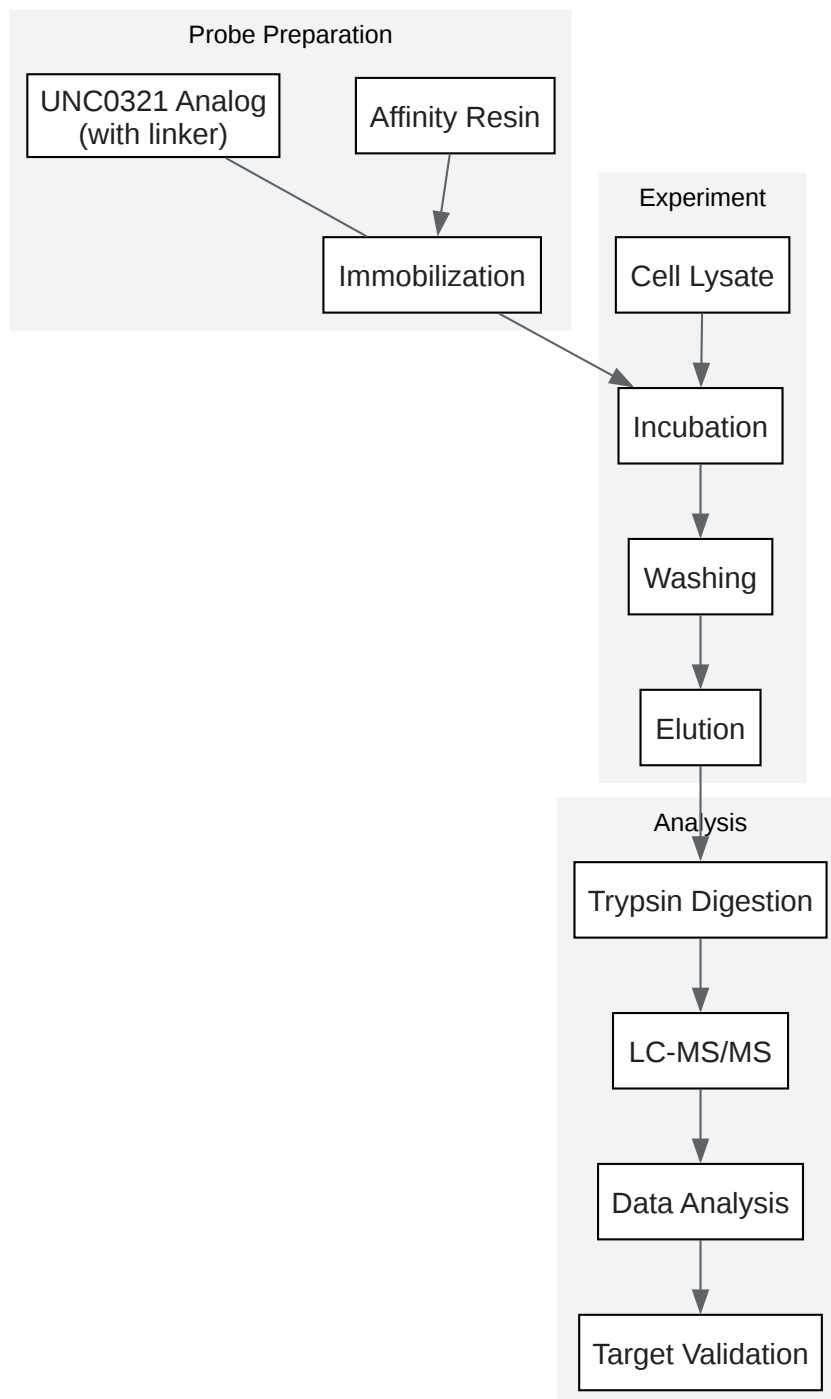 Probe Preparation
UNC0321 Analog
(with linker)
Affinity Resin
Immobilization
Experiment
Cell Lysate
Incubation
Washing
Elution
Analysis
Trypsin Digestion
LC-MS/MS
Data Analysis
Target Validation